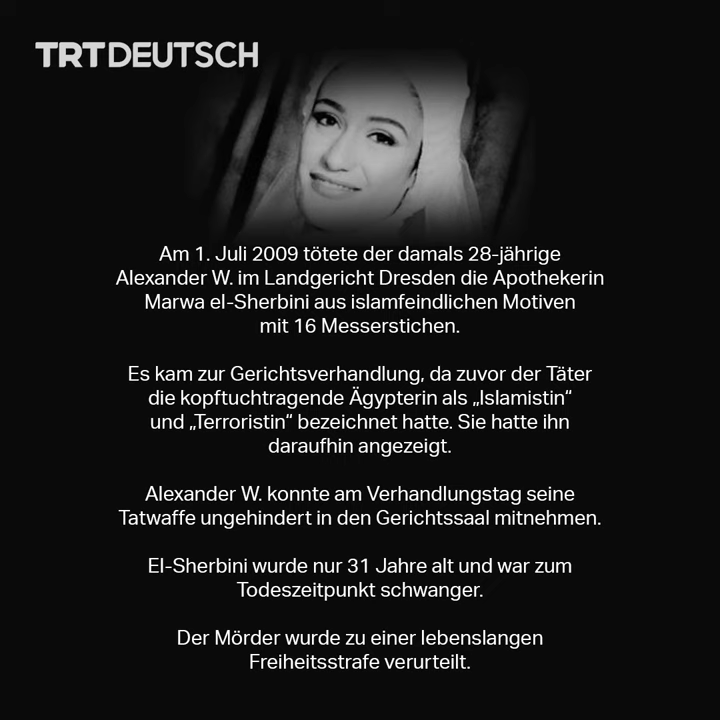 TRTDEUTSCH
Am 1. Juli 2009 tötete der damals 28-jährige
Alexander W. im Landgericht Dresden die Apothekerin
Marwa el-Sherbini aus islamfeindlichen Motiven
mit 16 Messerstichen.
Es kam zur Gerichtsverhandlung, da zuvor der Täter
die kopftuchtragende Ägypterin als „Islamistin“
und „Terroristin“ bezeichnet hatte. Sie hatte ihn
daraufhin angezeigt.
Alexander W. konnte am Verhandlungstag seine
Tatwaffe ungehindert in den Gerichtssaal mitnehmen.
El-Sherbini wurde nur 31 Jahre alt und war zum
Todeszeitpunkt schwanger.
Der Mörder wurde zu einer lebenslangen
Freiheitsstrafe verurteilt.